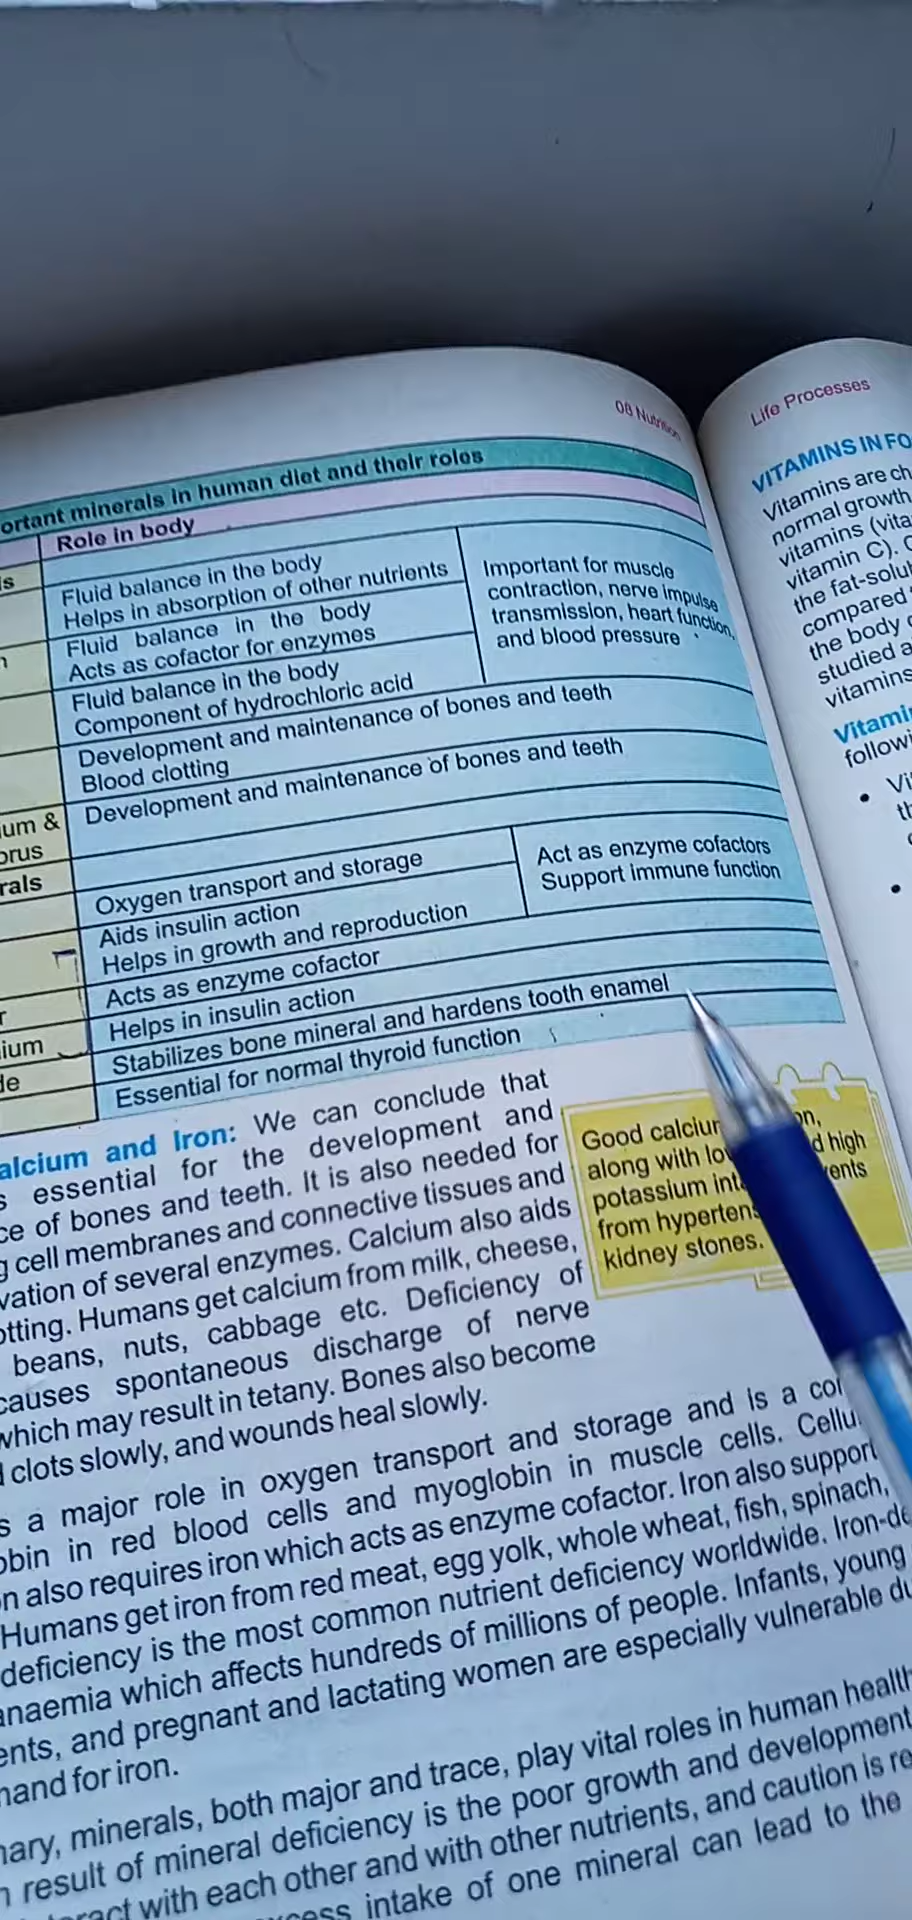 08 Nutrition
ortant minerals in human diet and their roles
Role in body
ls
Fluid balance in the body
Helps in absorption of other nutrients
Fluid balance in the body
Acts as cofactor for enzymes
Fluid balance in the body
Component of hydrochloric acid
Important for muscle
contraction, nerve impulse
transmission, heart function,
and blood pressure
Development and maintenance of bones and teeth
Blood clotting
ium &
orus
Development and maintenance of bones and teeth
rals
Oxygen transport and storage
Aids insulin action
Helps in growth and reproduction
Act as enzyme cofactors
Support immune function
r
Acts as enzyme cofactor
ium
Helps in insulin action
de
Stabilizes bone mineral and hardens tooth enamel
Essential for normal thyroid function
alcium and Iron: We can conclude that
s essential for the development and
ce of bones and teeth. It is also needed for
g cell membranes and connective tissues and
vation of several enzymes. Calcium also aids
otting. Humans get calcium from milk, cheese,
beans, nuts, cabbage etc. Deficiency of
causes spontaneous discharge of nerve
which may result in tetany. Bones also become
d clots slowly, and wounds heal slowly.
Good calciu on,
along with lo d high
potassium int ents
from hypertens
kidney stones.
s a major role in oxygen transport and storage and is a co
obin in red blood cells and myoglobin in muscle cells. Cellu
n also requires iron which acts as enzyme cofactor. Iron also support
Humans get iron from red meat, egg yolk, whole wheat, fish, spinach,
deficiency is the most common nutrient deficiency worldwide. Iron-de
anaemia which affects hundreds of millions of people. Infants, young
ents, and pregnant and lactating women are especially vulnerable du
mand for iron.
mary, minerals, both major and trace, play vital roles in human health
n result of mineral deficiency is the poor growth and development
teract with each other and with other nutrients, and caution is re
xcess intake of one mineral can lead to the
Life Processes
VITAMINS IN FO
Vitamins are ch
normal growth
vitamins (vita
vitamin C). C
the fat-solu
compared
the body
studied a
vitamins
Vitami
followi
• Vi
th
•